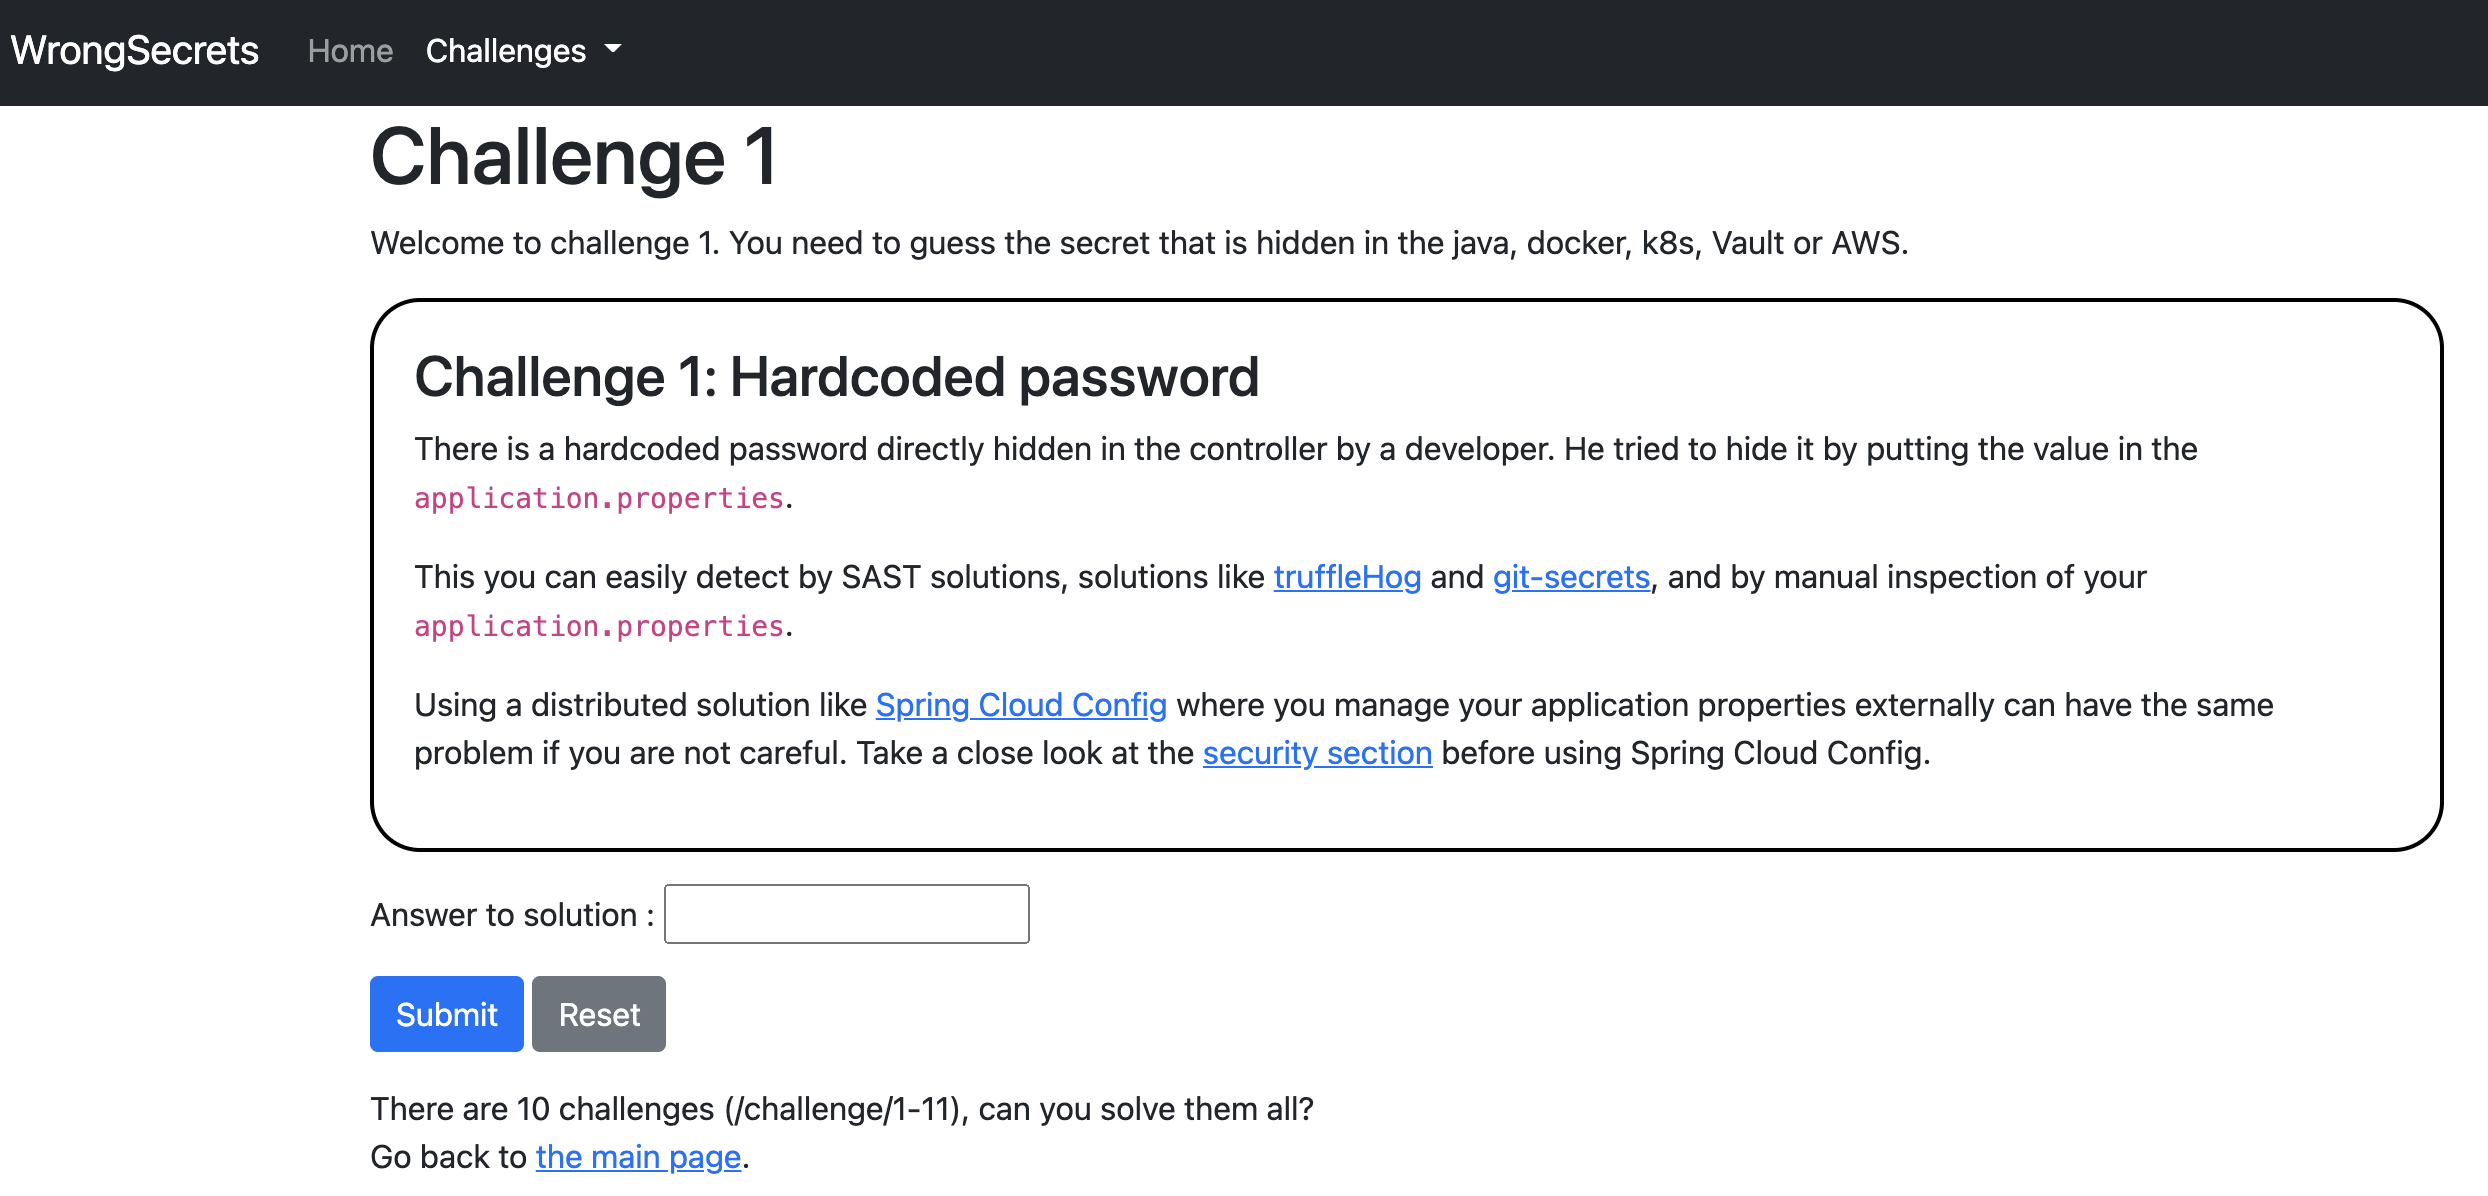 WrongSecrets Home Challenges
Challenge 1
Welcome to challenge 1. You need to guess the secret that is hidden in the java, docker, k8s, Vault or AWS.
Challenge 1: Hardcoded password
There is a hardcoded password directly hidden in the controller by a developer. He tried to hide it by putting the value in the
application.properties.
This you can easily detect by SAST solutions, solutions like truffleHog and git-secrets, and by manual inspection of your
application.properties.
Using a distributed solution like Spring Cloud Config where you manage your application properties externally can have the same
problem if you are not careful. Take a close look at the security section before using Spring Cloud Config.
Answer to solution :
Submit Reset
There are 10 challenges (/challenge/1-11), can you solve them all?
Go back to the main page.